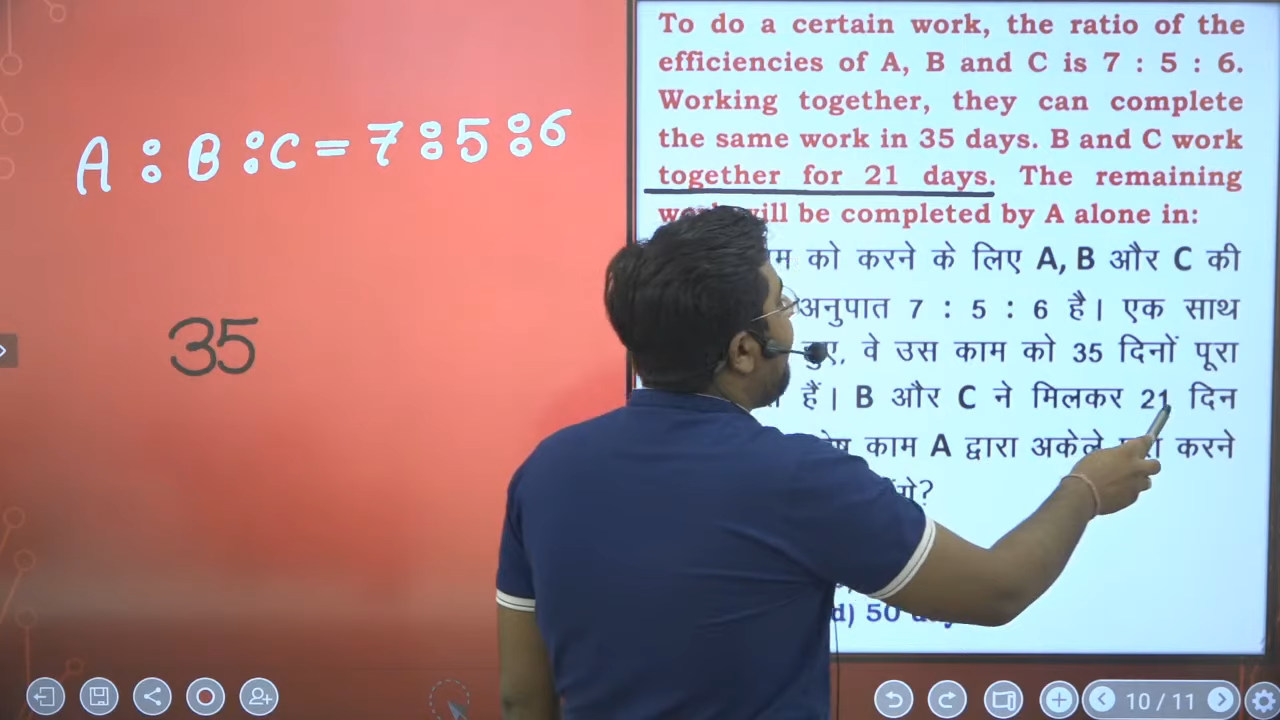 A : B : C = 7 : 5 : 6
35
To do a certain work, the ratio of the
efficiencies of A, B and C is 7 : 5 : 6.
Working together, they can complete
the same work in 35 days. B and C work
together for 21 days. The remaining
will be completed by A alone in:
को करने के लिए A, B और C की
अनुपात 7 : 5 : 6 है। एक साथ
वे उस काम को 35 दिनों पूरा
हैं। B और C ने मिलकर 21 दिन
काम A द्वारा अकेले करने
d) 50
10 / 11